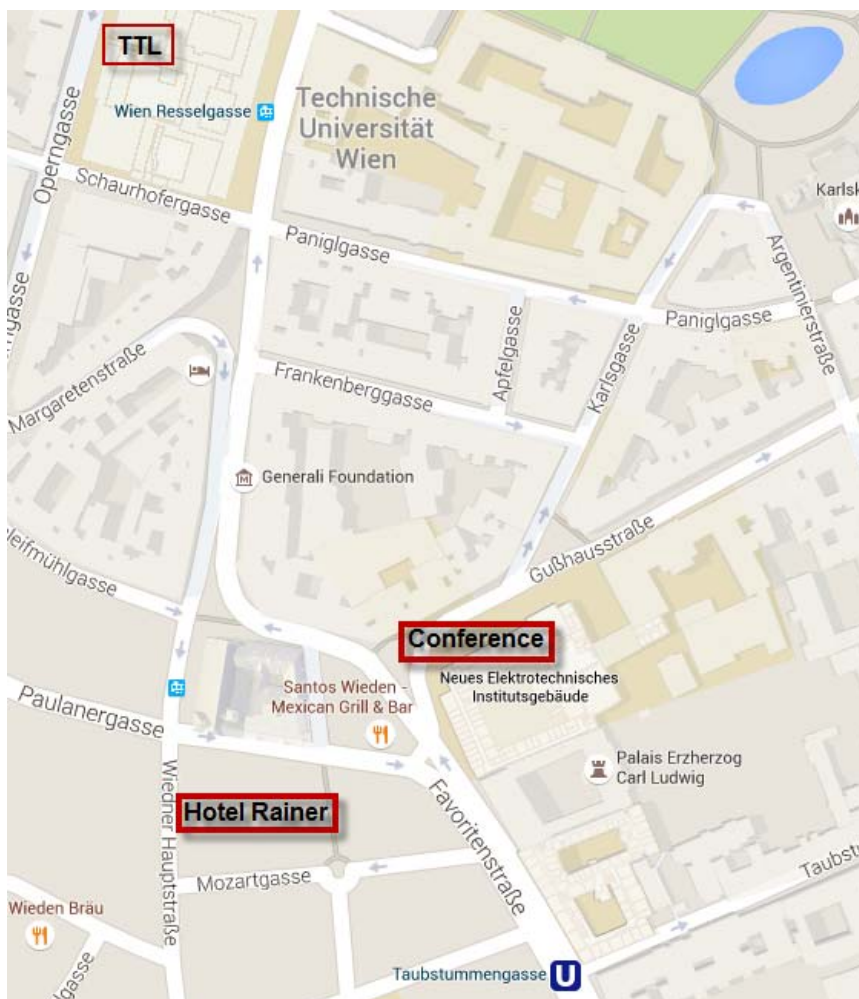 TTL
Wien Resselgasse
Technische
Universität
Wien
Operngasse
Schaurhofergasse
Karlsk
Paniglgasse
Argentinierstraße
Paniglgasse
Apfelgasse
Karlsgasse
Margaretenstraße
Frankenberggasse
Generali Foundation
Gußhausstraße
leifmühlgasse
Conference
Neues Elektrotechnisches
Institutsgebäude
Santos Wieden -
Mexican Grill & Bar
Paulanergasse
Palais Erzherzog
Carl Ludwig
Wiedner Hauptstraße
Hotel Rainer
Favoritenstraße
Mozartgasse
Taubst
Wieden Bräu
Taubstummengasse U